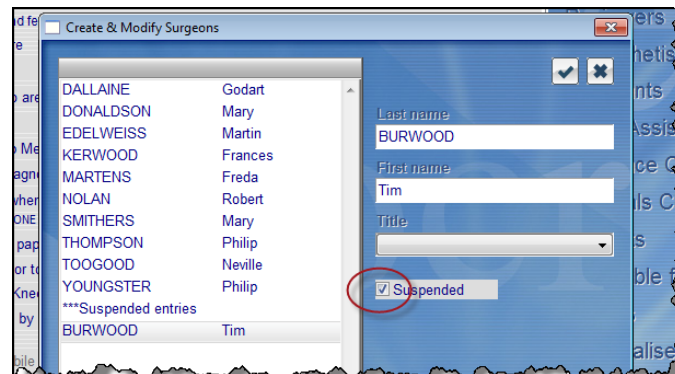 Create & Modify Surgeons
DALLAINE Godart
DONALDSON Mary
EDELWEISS Martin
KERWOOD Frances
MARTENS Freda
NOLAN Robert
SMITHERS Mary
THOMPSON Philip
TOOGOOD Neville
YOUNGSTER Philip
***Suspended entries
BURWOOD Tim
Last name
BURWOOD
First name
Tim
Title
Suspended